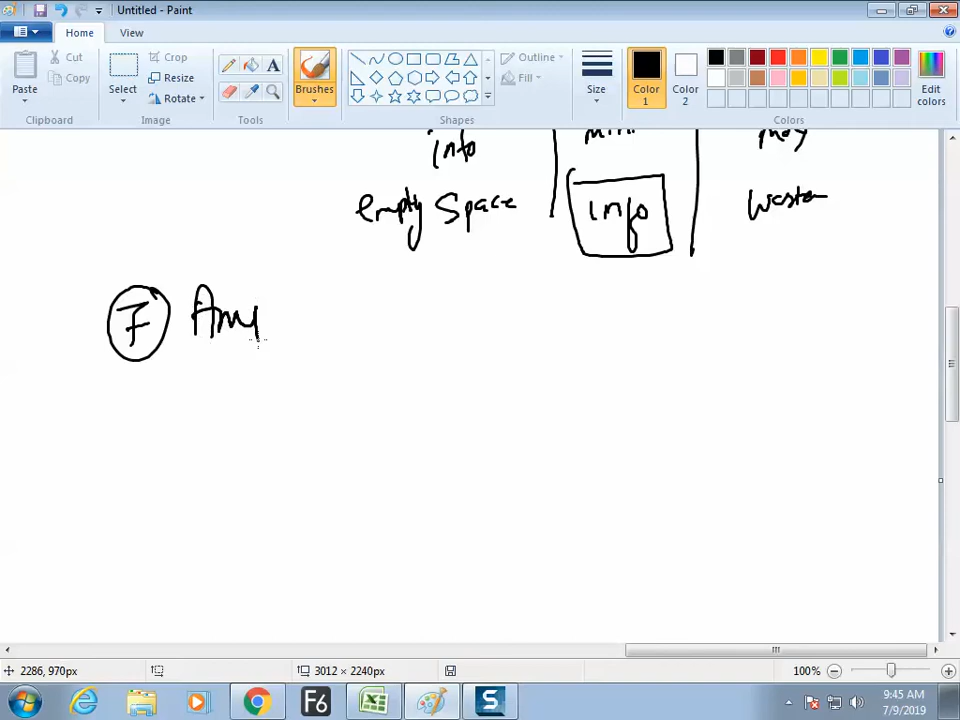 Untitled - Paint
Home View
Paste Cut Copy Select Crop Resize Rotate Brushes Outline Fill Size Color 1 Color 2 Edit colors
Clipboard Image Tools Shapes Colors
info
empty Space info
7 Any
2286, 970px 3012 × 2240px 100%
F6 S 9:45 AM
7/9/2019